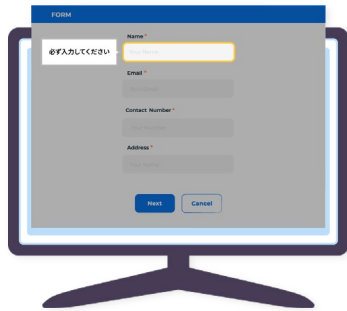 FORM
Name *
必ず入力してください
Your Name
Email *
Contact Number *
Address *
Next
Cancel